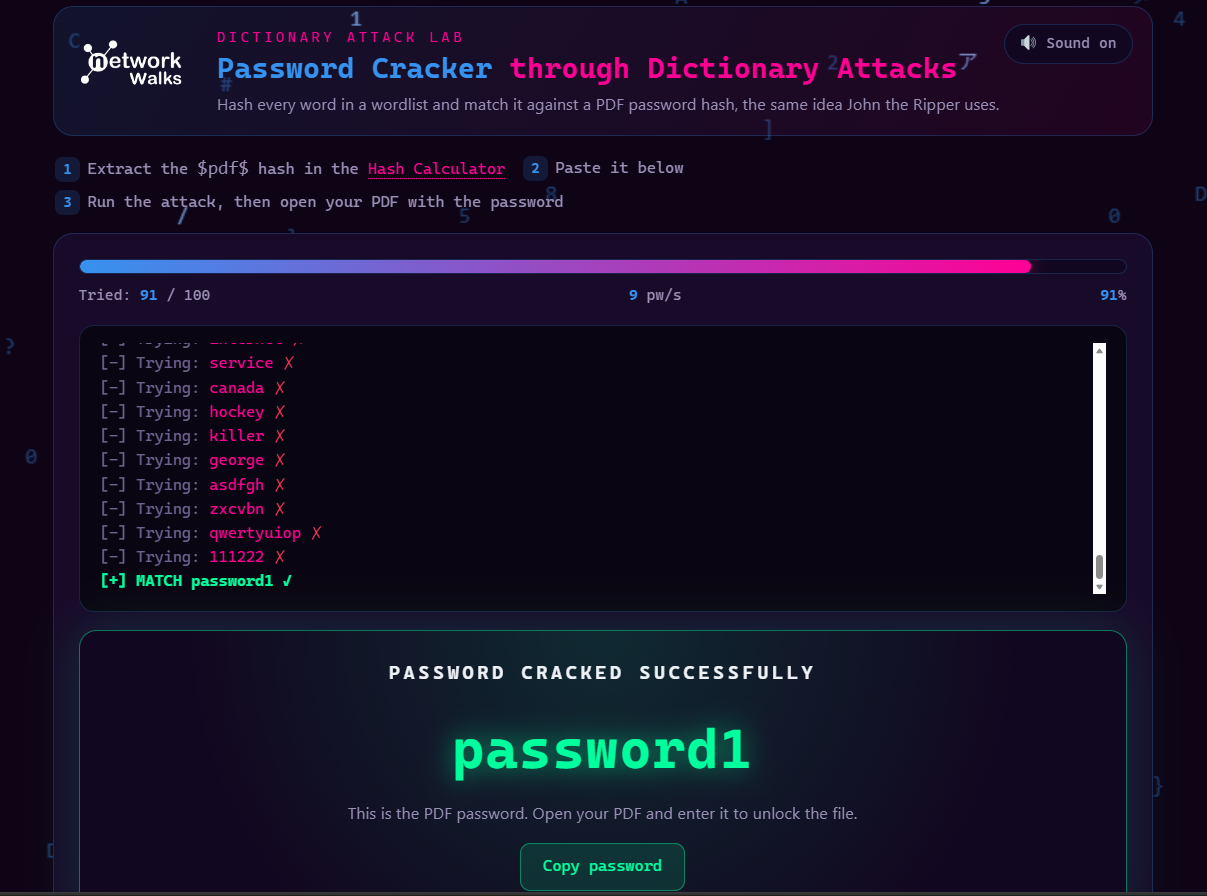 network
Walks
DICTIONARY ATTACK LAB
Password Cracker through Dictionary Attacks
Hash every word in a wordlist and match it against a PDF password hash, the same idea John the Ripper uses.
Sound on
1 Extract the $pdf$ hash in the Hash Calculator 2 Paste it below
3 Run the attack, then open your PDF with the password
Tried: 91 / 100 9 pw/s 91%
[-] Trying: service ✗
[-] Trying: canada ✗
[-] Trying: hockey ✗
[-] Trying: killer ✗
[-] Trying: george ✗
[-] Trying: asdfgh ✗
[-] Trying: zxcvbn ✗
[-] Trying: qwertyuiop ✗
[-] Trying: 111222 ✗
[+] MATCH password1 ✓
PASSWORD CRACKED SUCCESSFULLY
password1
This is the PDF password. Open your PDF and enter it to unlock the file.
Copy password